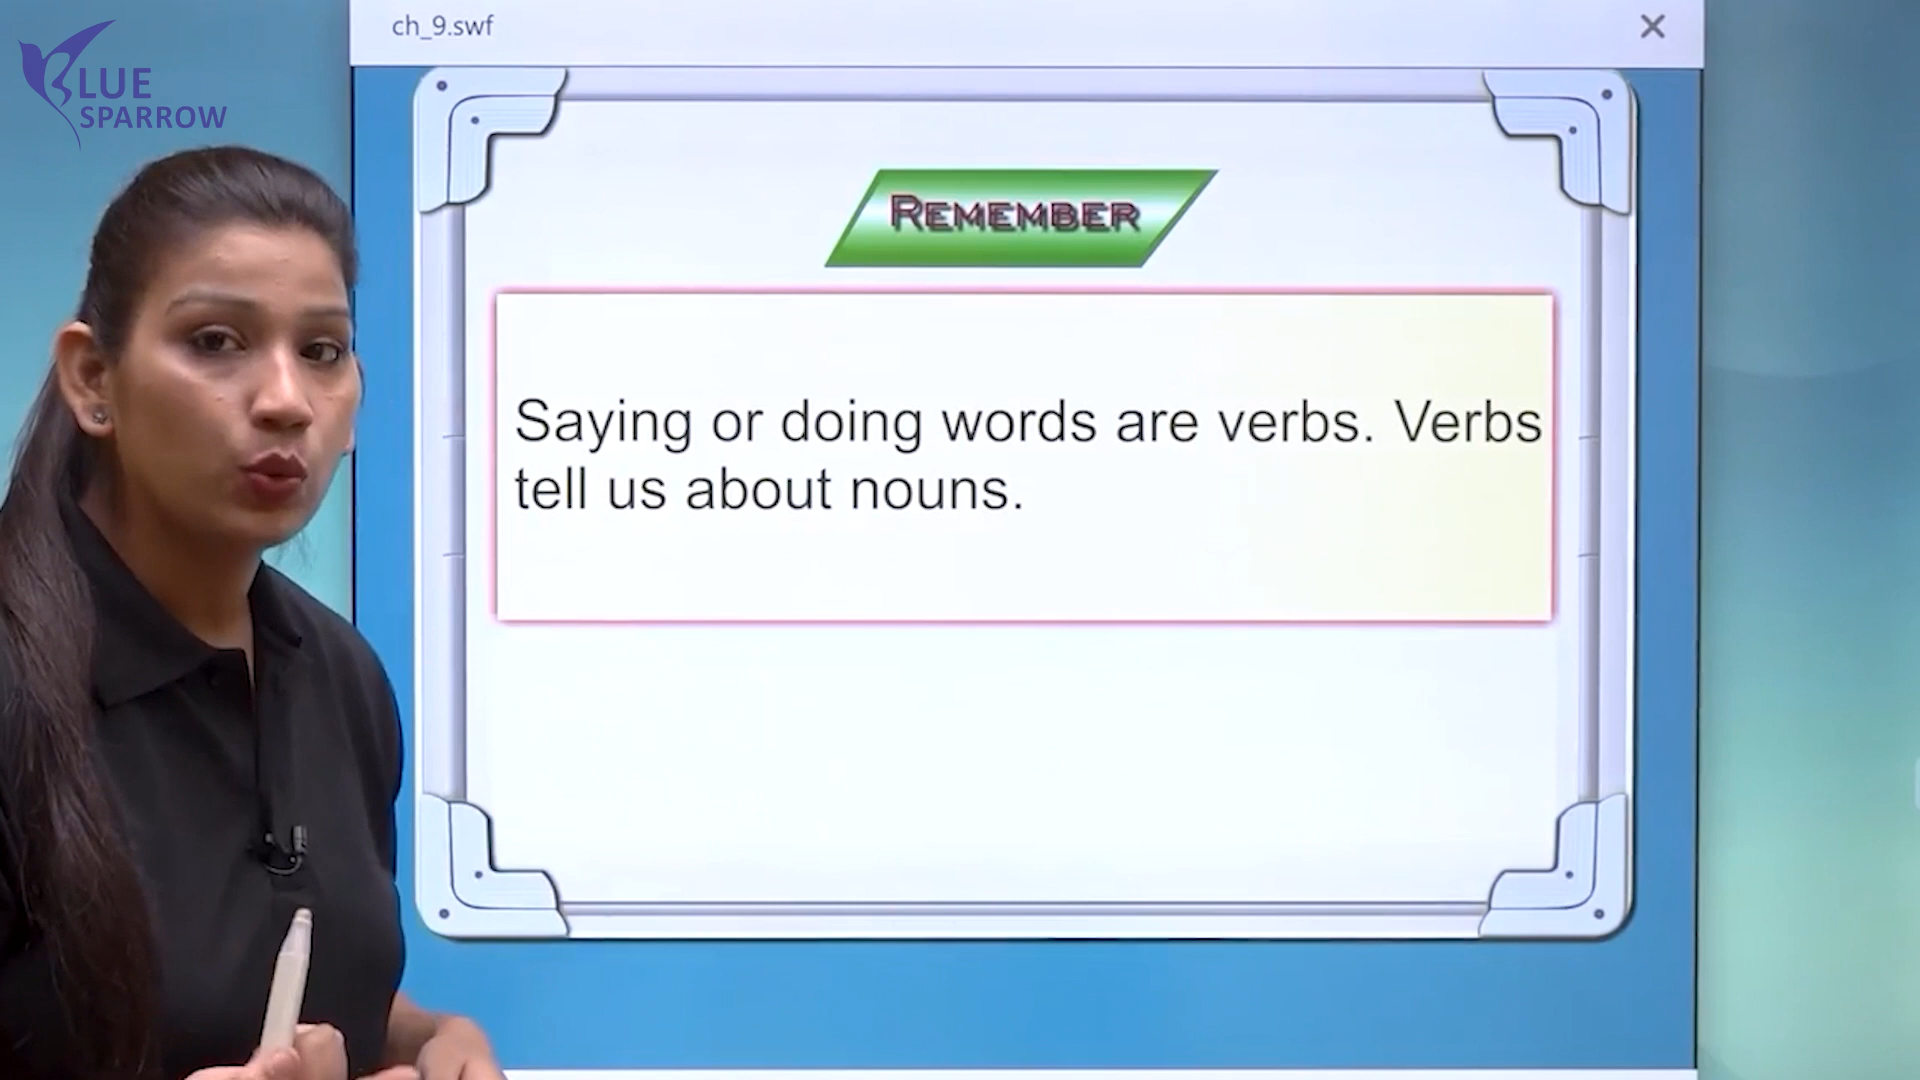 ch_9.swf
BLUE
SPARROW
REMEMBER
Saying or doing words are verbs. Verbs
tell us about nouns.